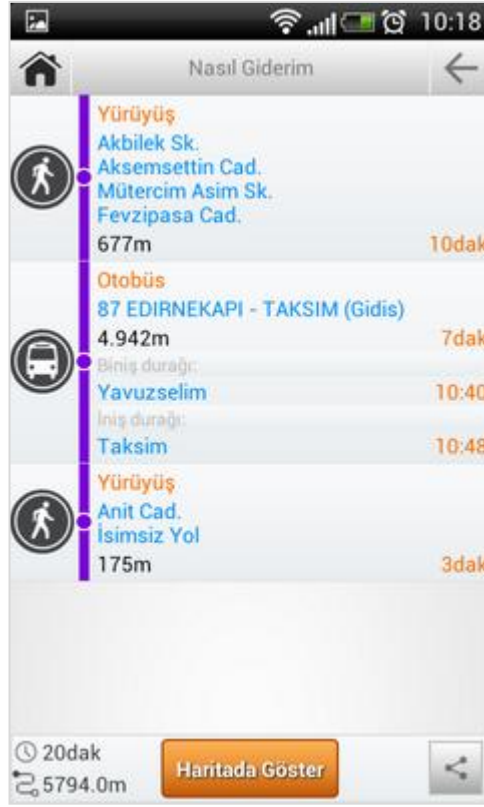 10:18
Nasıl Giderim
Yürüyüş
Akbilek Sk.
Aksemsettin Cad.
Mütercim Asim Sk.
Fevzipasa Cad.
677m 10dak
Otobüs
87 EDIRNEKAPI - TAKSIM (Gidis)
4.942m 7dak
Biniş durağı:
Yavuzselim 10:40
İniş durağı:
Taksim 10:48
Yürüyüş
Anit Cad.
İsimsiz Yol
175m 3dak
20dak
5794.0m
Haritada Göster